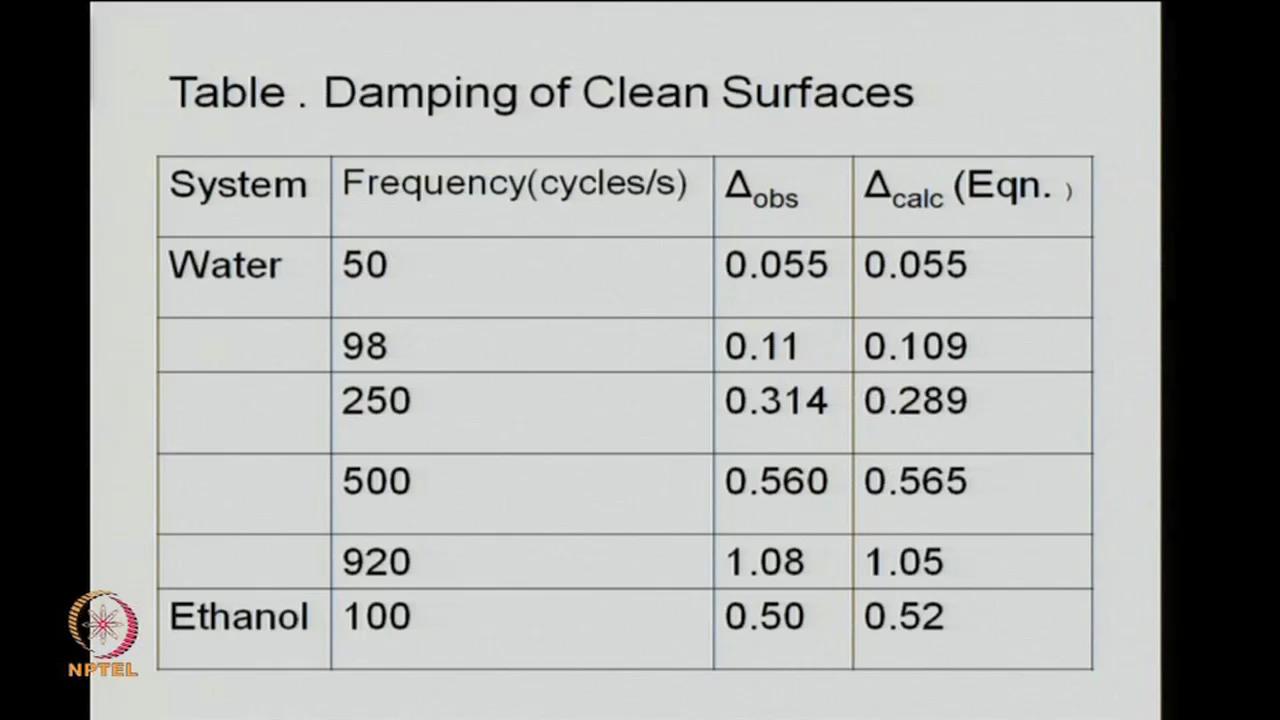 Table . Damping of Clean Surfaces
System Frequency(cycles/s) Δobs Δcalc (Eqn. )
Water 50 0.055 0.055
98 0.11 0.109
250 0.314 0.289
500 0.560 0.565
920 1.08 1.05
Ethanol 100 0.50 0.52
NPTEL